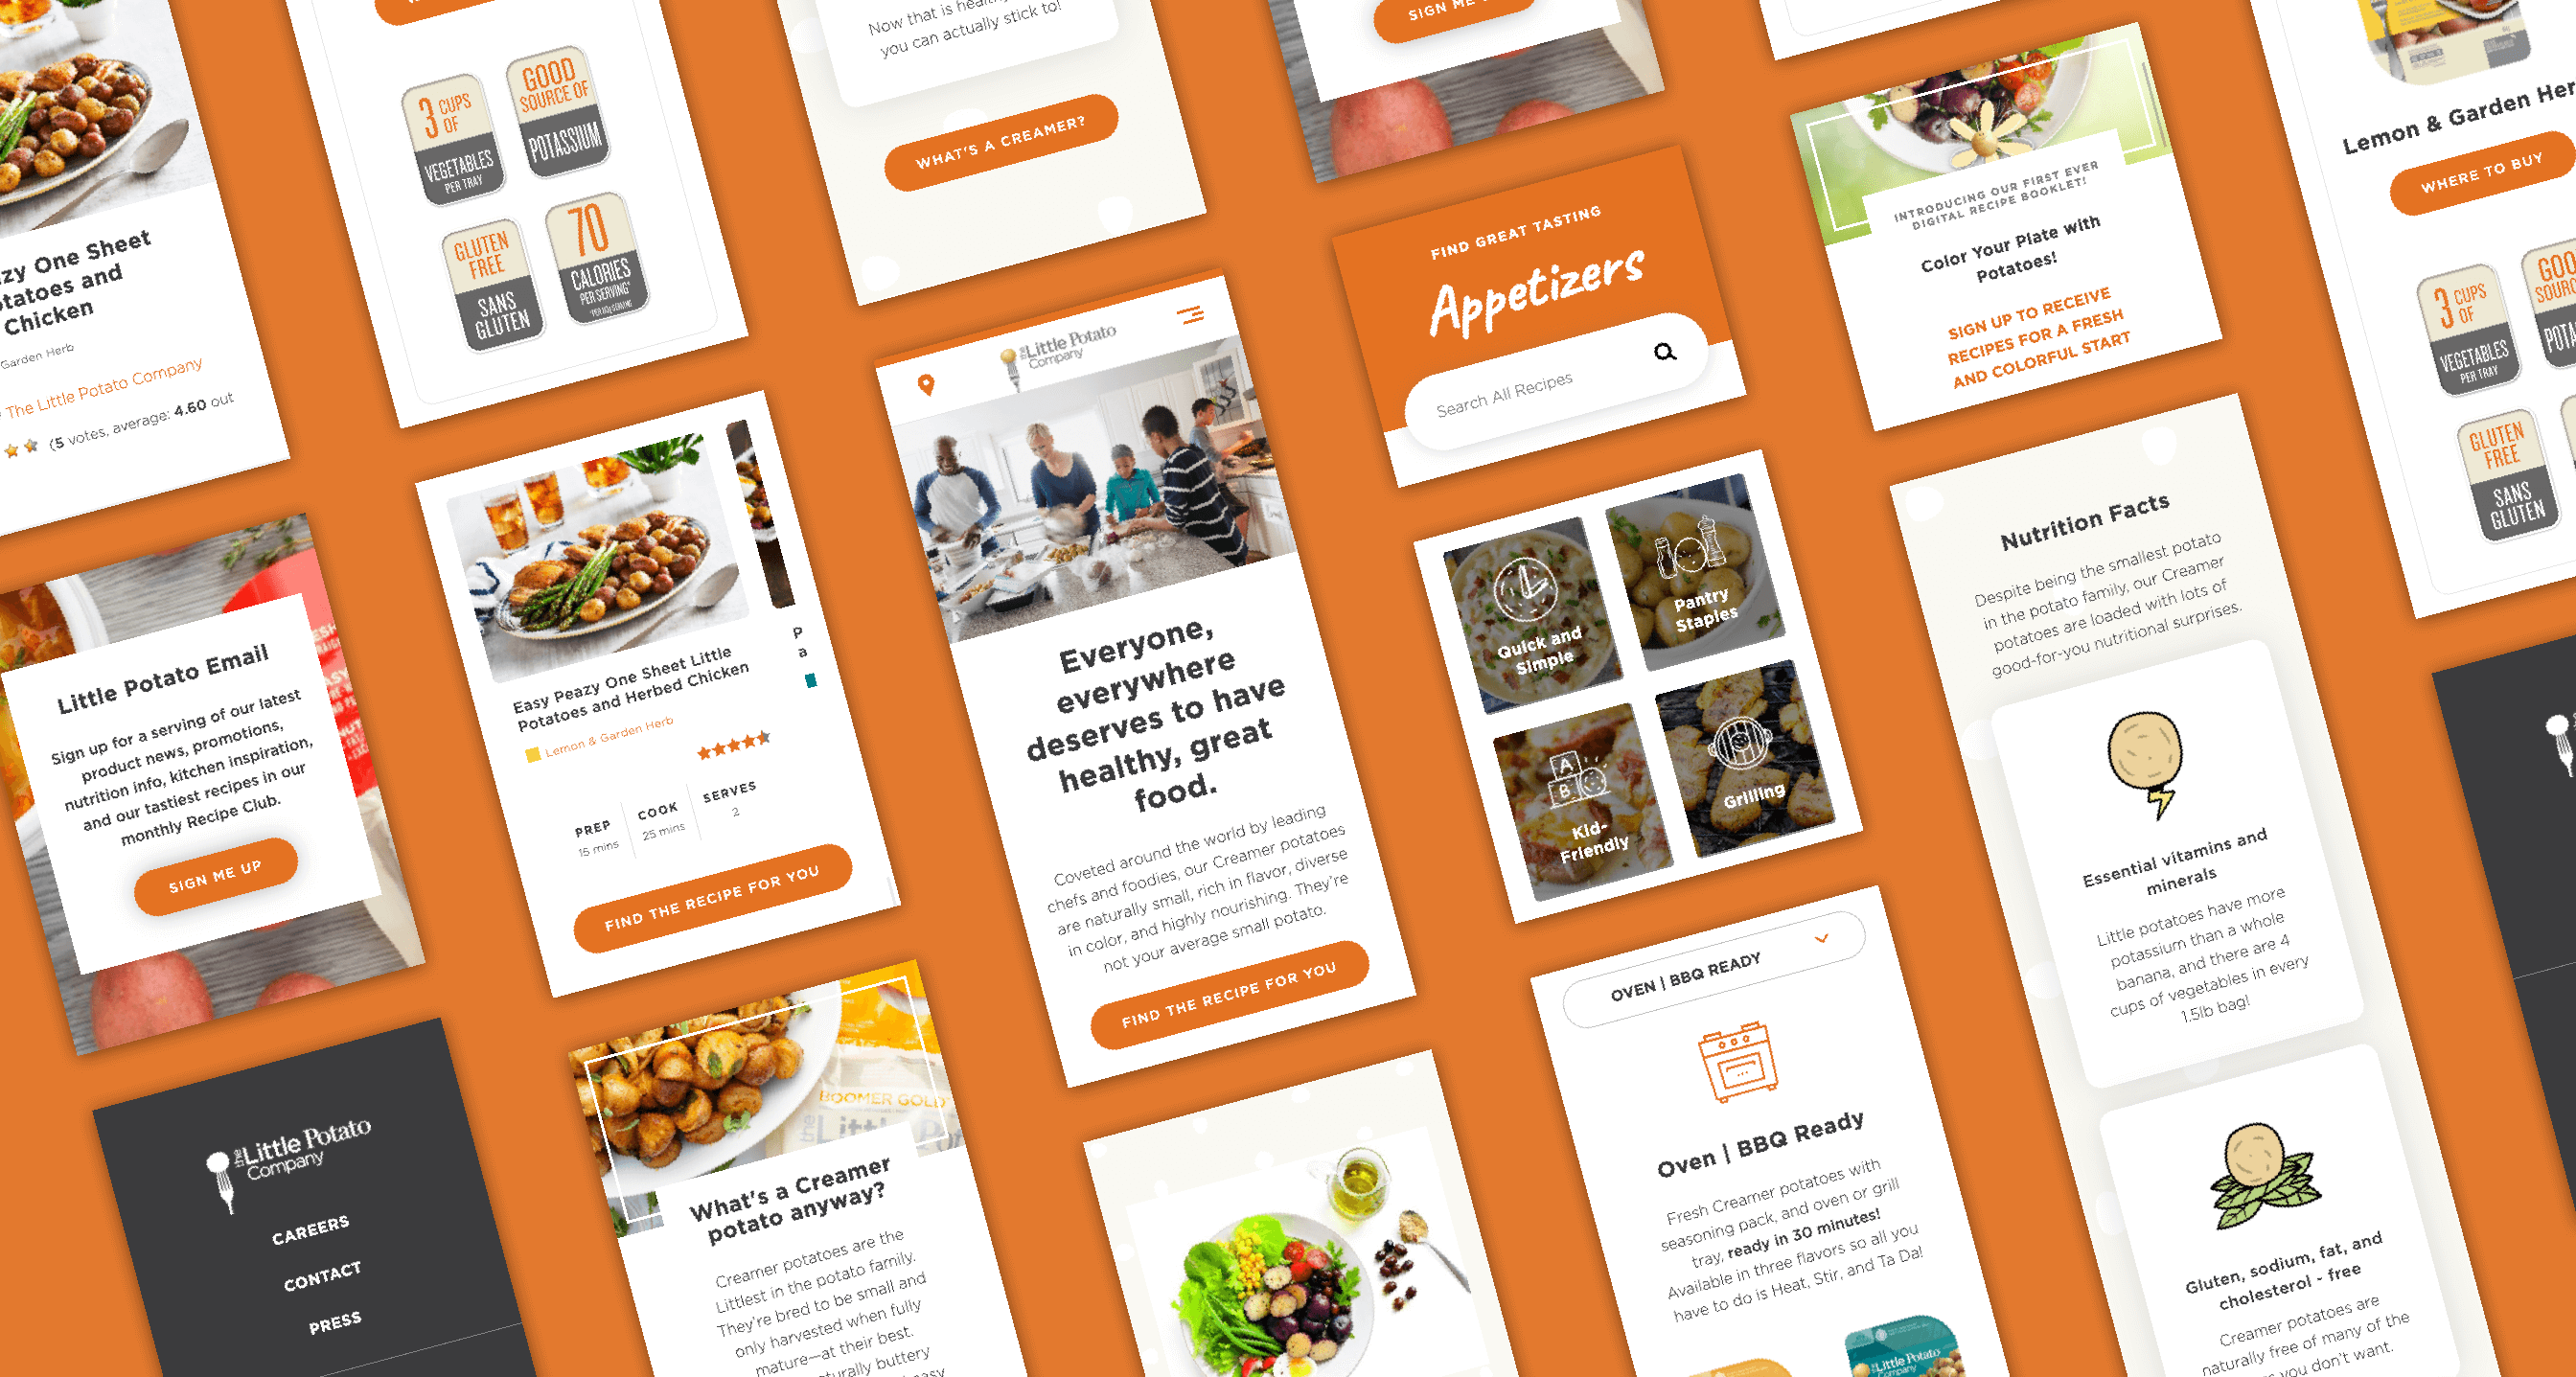 zy One Sheet
tatoes and
Chicken
Garden Herb
The Little Potato Company
(5 votes, average: 4.60 out
3 CUPS
OF
VEGETABLES
PER TRAY
GOOD
SOURCE OF
POTASSIUM
GLUTEN
FREE
SANS
GLUTEN
70
CALORIES
PER SERVING*
Now that is
you can actually stick to!
WHAT'S A CREAMER?
SIGN ME
FIND GREAT TASTING
Appetizers
Search All Recipes
INTRODUCING OUR FIRST EVER
DIGITAL RECIPE BOOKLET!
Color Your Plate with
Potatoes!
SIGN UP TO RECEIVE
RECIPES FOR A FRESH
AND COLORFUL START
Lemon & Garden Her
WHERE TO BUY
3 CUPS
OF
VEGETABLES
PER TRAY
GOO
SOURC
POTA
GLUTEN
FREE
SANS
GLUTEN
Little Potato Email
Sign up for a serving of our latest
product news, promotions,
nutrition info, kitchen inspiration,
and our tastiest recipes in our
monthly Recipe Club.
SIGN ME UP
Easy Peazy One Sheet Little
Potatoes and Herbed Chicken
Lemon & Garden Herb
PREP
15 mins
COOK
25 mins
SERVES
2
FIND THE RECIPE FOR YOU
P
a
the Little Potato
Company
Everyone,
everywhere
deserves to have
healthy, great
food.
Coveted around the world by leading
chefs and foodies, our Creamer potatoes
are naturally small, rich in flavor, diverse
in color, and highly nourishing. They're
not your average small potato.
FIND THE RECIPE FOR YOU
Quick and
Simple
Pantry
Staples
A
B
Kid-
Friendly
Grilling
Nutrition Facts
Despite being the smallest potato
in the potato family, our Creamer
potatoes are loaded with lots of
good-for-you nutritional surprises.
Essential vitamins and
minerals
Little potatoes have more
potassium than a whole
banana, and there are 4
cups of vegetables in every
1.5lb bag!
Gluten, sodium, fat, and
cholesterol - free
Creamer potatoes are
naturally free of many of the
you don't want.
the Little Potato
Company
CAREERS
CONTACT
PRESS
BOOMER GOLD
the Litt Po
What's a Creamer
potato anyway?
Creamer potatoes are the
Littlest in the potato family.
They're bred to be small and
only harvested when fully
mature—at their best.
turally buttery
easy
OVEN | BBQ READY
Oven | BBQ Ready
Fresh Creamer potatoes with
seasoning pack, and oven or grill
tray, ready in 30 minutes!
Available in three flavors so all you
have to do is Heat, Stir, and Ta Da!
Little Potato
Company